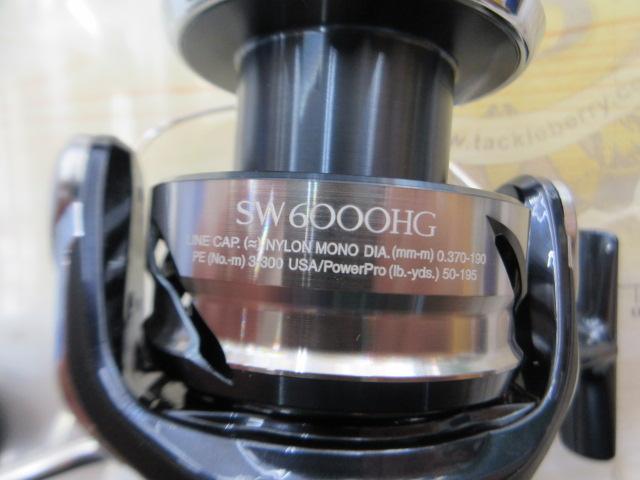 SW6000HG
LINE CAP. (≈) NYLON MONO DIA. (mm-m) 0.370-190
PE (No.-m) 3-300 USA/PowerPro (lb.-yds.) 50-195
www.tackleberry.co